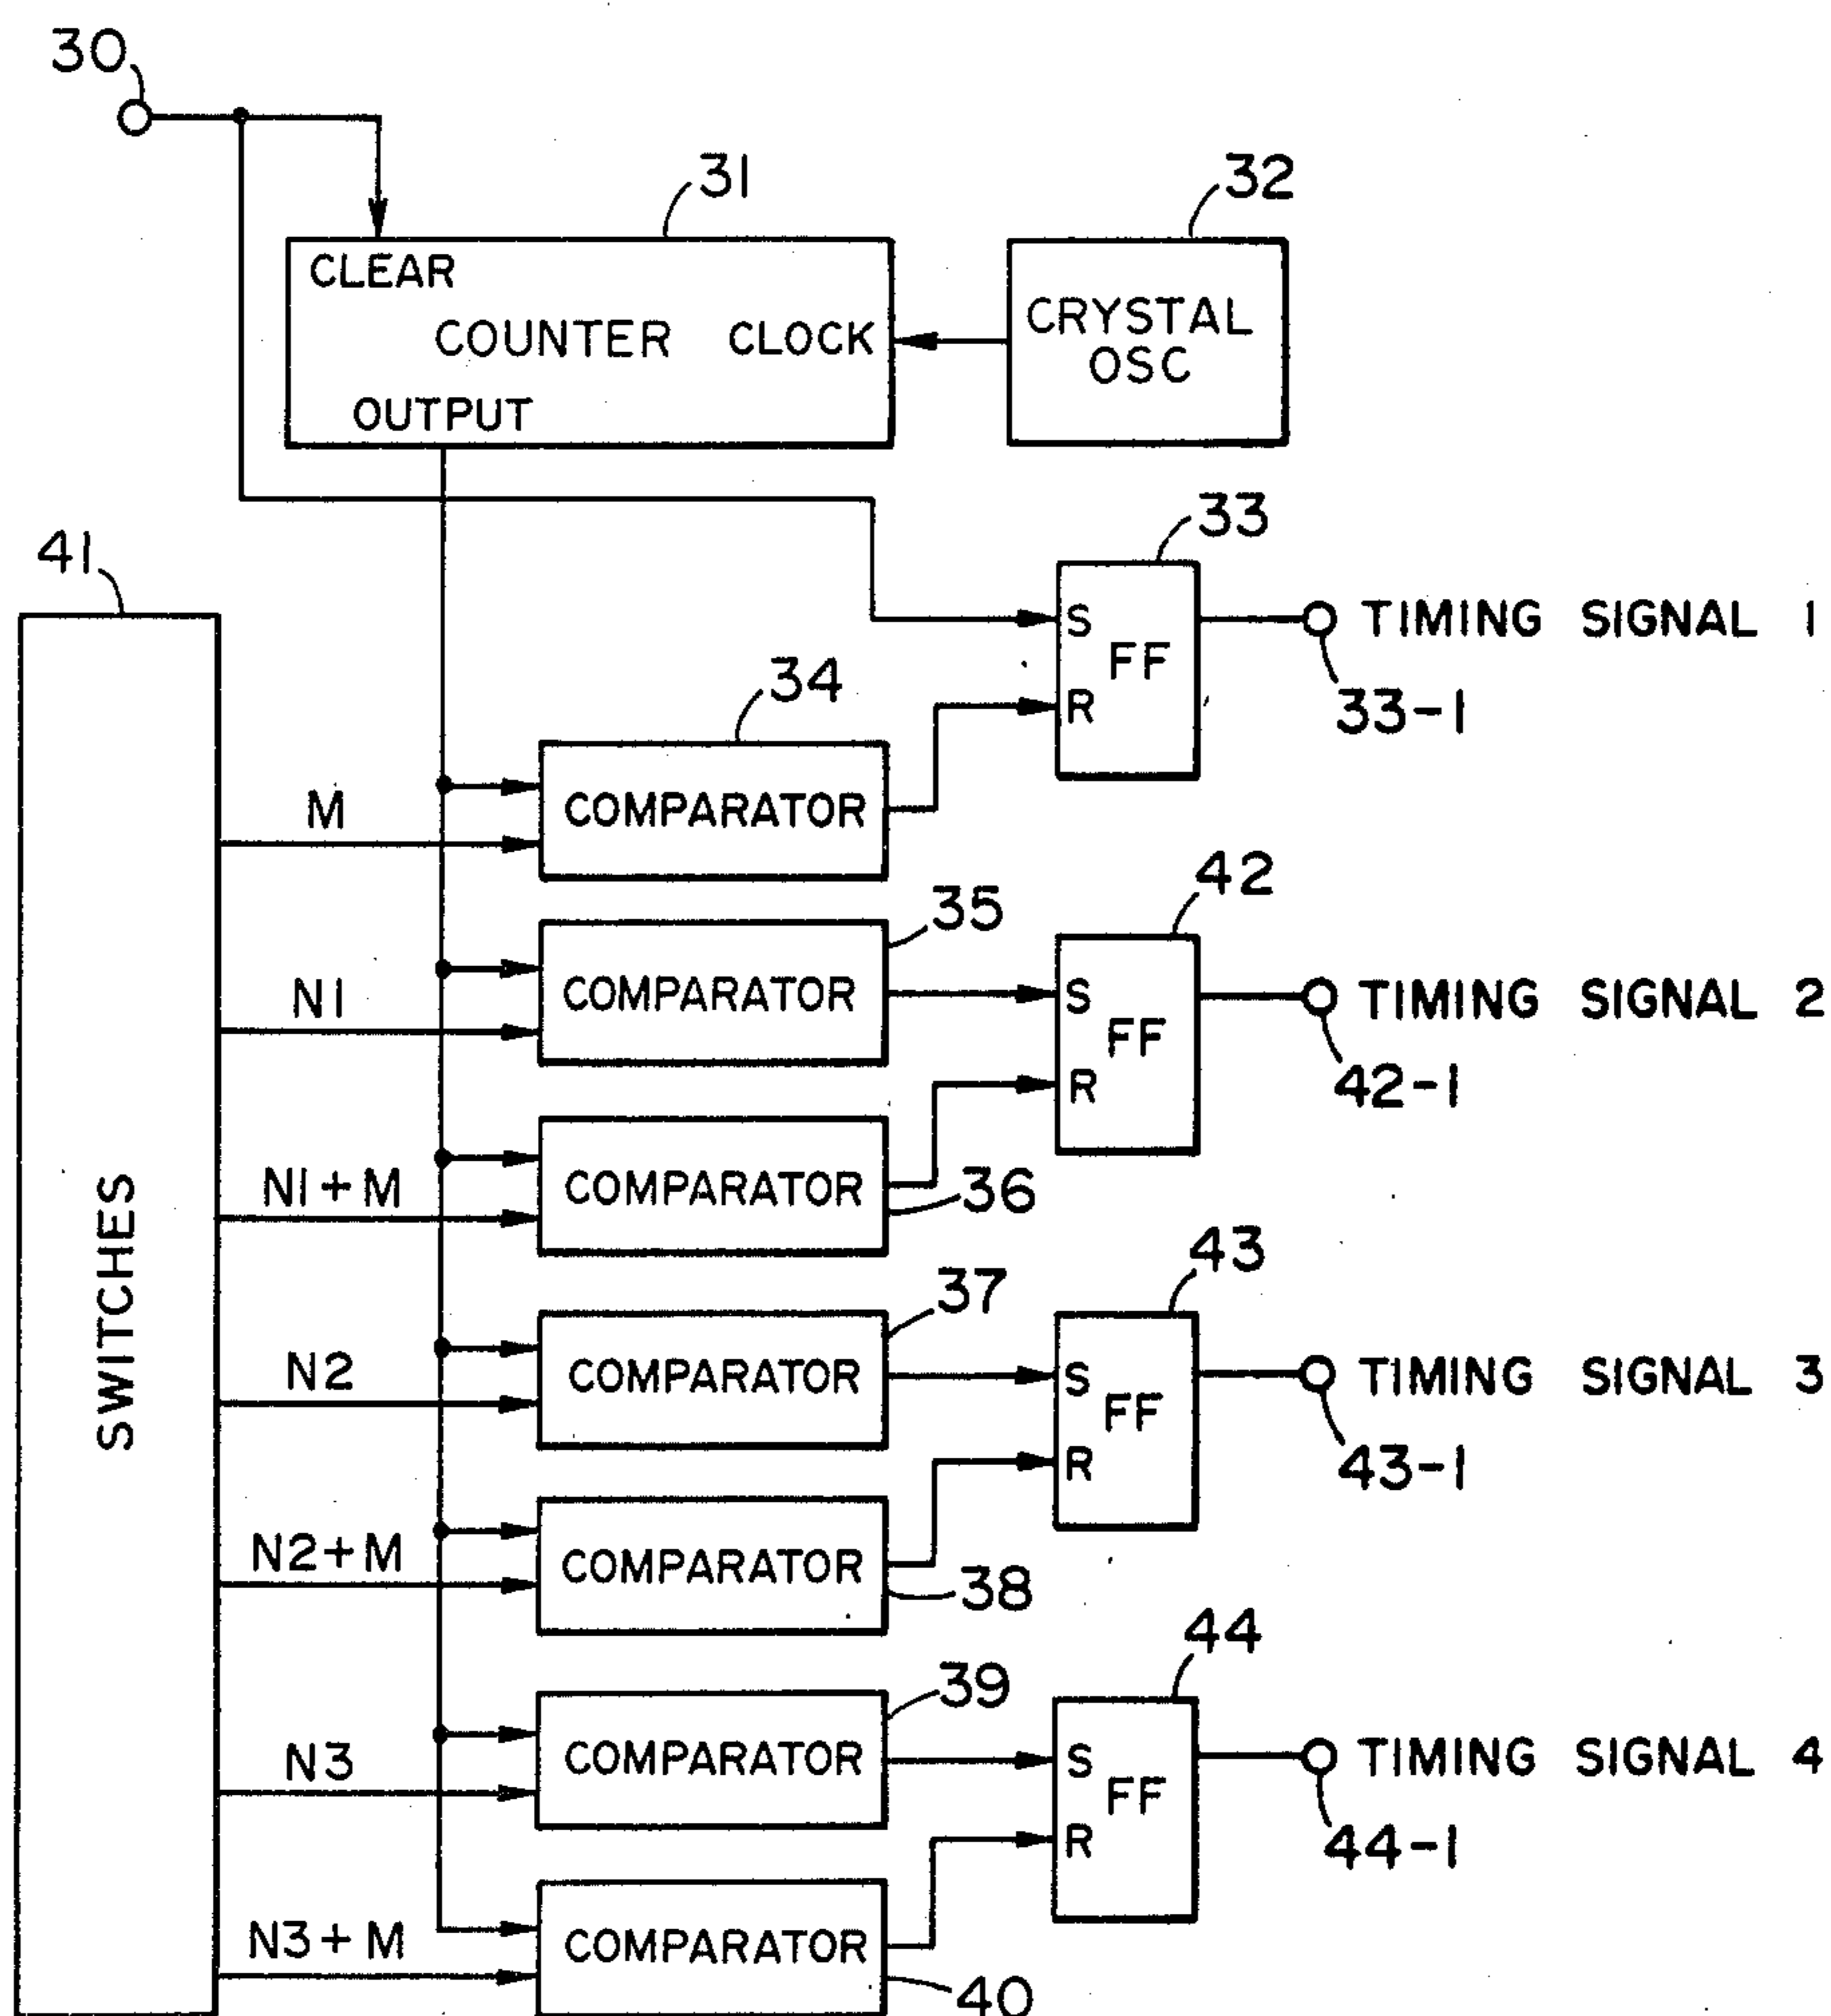 30
31
32
CLEAR
COUNTER CLOCK
OUTPUT
CRYSTAL
OSC
33
41
S
FF
R
TIMING SIGNAL 1
33-1
34
M
COMPARATOR
35
42
N1
COMPARATOR
S
FF
R
TIMING SIGNAL 2
42-1
N1+M
COMPARATOR
36
43
37
N2
COMPARATOR
S
FF
R
TIMING SIGNAL 3
43-1
SWITCHES
N2+M
COMPARATOR
38
44
39
N3
COMPARATOR
S
FF
R
TIMING SIGNAL 4
44-1
N3+M
COMPARATOR
40